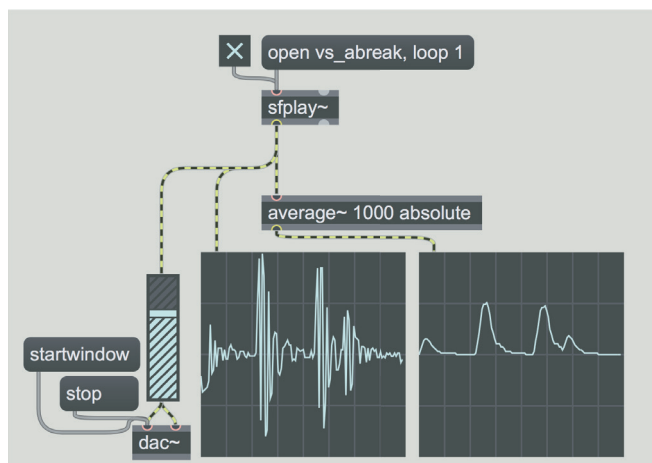 open vs_abreak, loop 1
sfplay~
average~ 1000 absolute
startwindow
stop
dac~